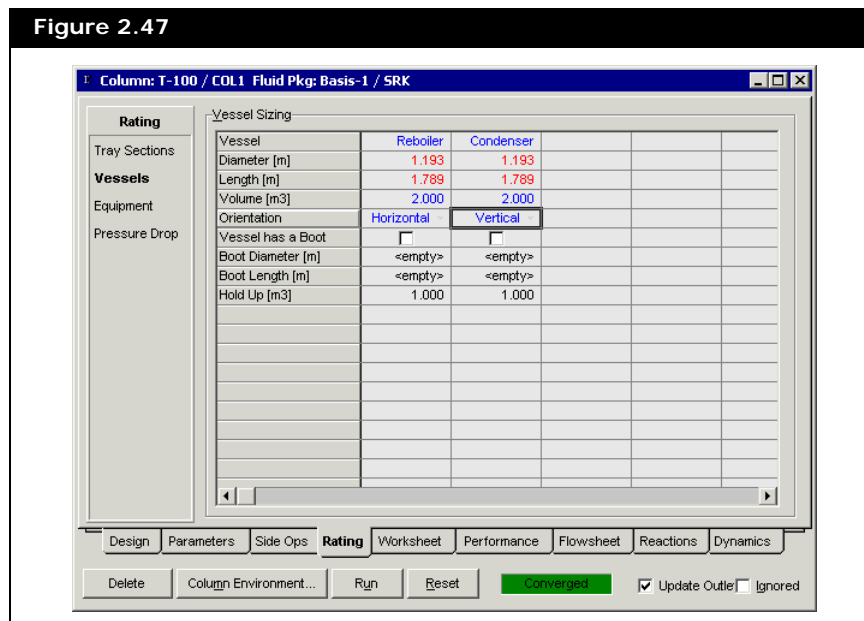 Figure 2.47
Column: T-100 / COL1 Fluid Pkg: Basis-1 / SRK
Rating
Tray Sections
Vessels
Equipment
Pressure Drop
Vessel Sizing
Vessel Reboiler Condenser
Diameter [m] 1.193 1.193
Length [m] 1.789 1.789
Volume [m3] 2.000 2.000
Orientation Horizontal Vertical
Vessel has a Boot
Boot Diameter [m] <empty> <empty>
Boot Length [m] <empty> <empty>
Hold Up [m3] 1.000 1.000
Design Parameters Side Ops Rating Worksheet Performance Flowsheet Reactions Dynamics
Delete Column Environment... Run Reset Converged Update Outle Ignored